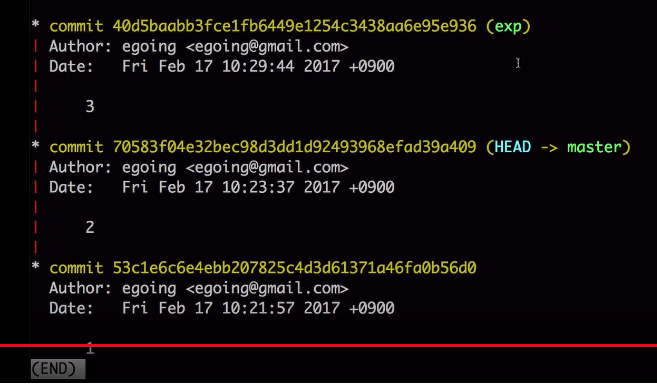 * commit 40d5baabb3fce1fb6449e1254c3438aa6e95e936 (exp)
| Author: egoing <egoing@gmail.com>
| Date:   Fri Feb 17 10:29:44 2017 +0900
|
|     3
|
* commit 70583f04e32bec98d3dd1d92493968efad39a409 (HEAD -> master)
| Author: egoing <egoing@gmail.com>
| Date:   Fri Feb 17 10:23:37 2017 +0900
|
|     2
|
* commit 53c1e6c6e4ebb207825c4d3d61371a46fa0b56d0
  Author: egoing <egoing@gmail.com>
  Date:   Fri Feb 17 10:21:57 2017 +0900
      1
(END)